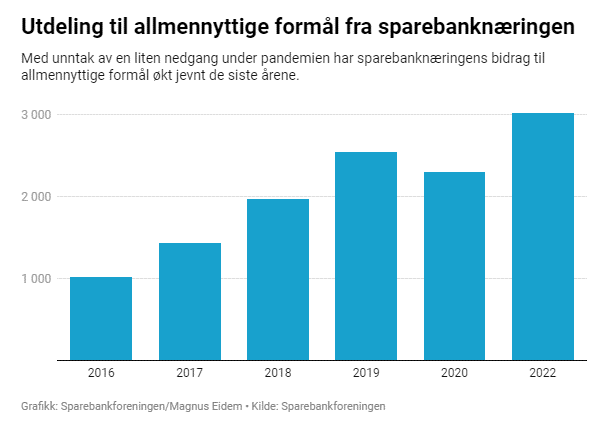 Utdeling til allmennyttige formål fra sparebanknæringen
Med unntak av en liten nedgang under pandemien har sparebanknæringens bidrag til
allmennyttige formål økt jevnt de siste årene.
3 000
2 000
1 000
2016 2017 2018 2019 2020 2022
Grafikk: Sparebankforeningen/Magnus Eidem • Kilde: Sparebankforeningen